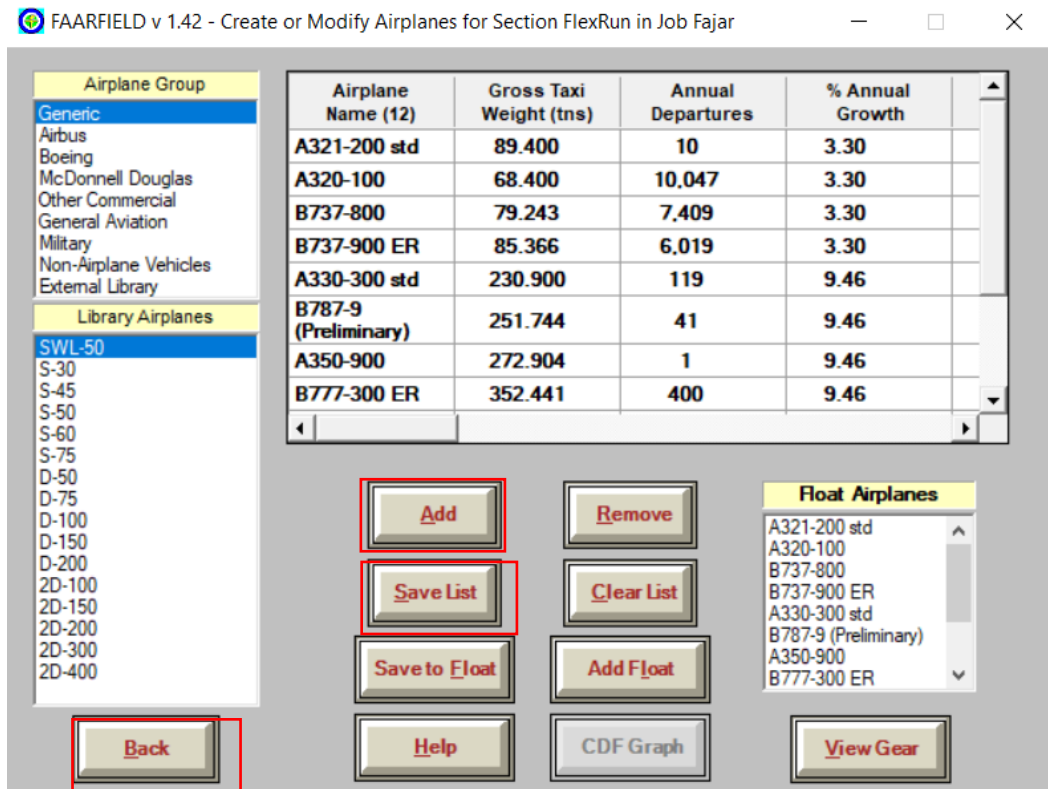 FAARFIELD v 1.42 - Create or Modify Airplanes for Section FlexRun in Job Fajar
Airplane Group
Generic
Airbus
Boeing
McDonnell Douglas
Other Commercial
General Aviation
Military
Non-Airplane Vehicles
External Library
Library Airplanes
SWL-50
S-30
S-45
S-50
S-60
S-75
D-50
D-75
D-100
D-150
D-200
2D-100
2D-150
2D-200
2D-300
2D-400
Airplane Gross Taxi Annual % Annual
Name (12) Weight (tns) Departures Growth
A321-200 std 89.400 10 3.30
A320-100 68.400 10,047 3.30
B737-800 79.243 7,409 3.30
B737-900 ER 85.366 6,019 3.30
A330-300 std 230.900 119 9.46
B787-9
(Preliminary) 251.744 41 9.46
A350-900 272.904 1 9.46
B777-300 ER 352.441 400 9.46
Add Remove
Save List Clear List
Save to Float Add Float
Help CDF Graph
Float Airplanes
A321-200 std
A320-100
B737-800
B737-900 ER
A330-300 std
B787-9 (Preliminary)
A350-900
B777-300 ER
Back
View Gear